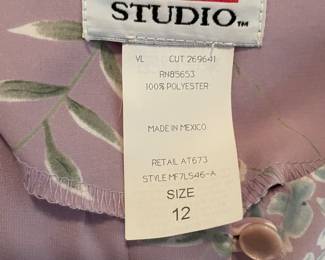 STUDIO™
VL CUT 269641
RN85653
100% POLYESTER
MADE IN MEXICO
RETAIL AT673
STYLE MF7LS46-A
SIZE
12